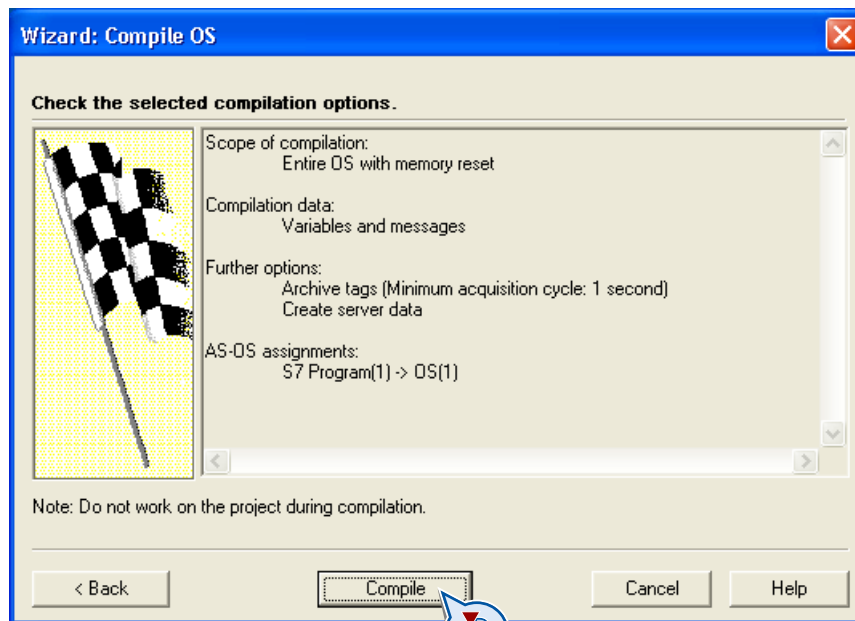 Wizard: Compile OS
Check the selected compilation options.
Scope of compilation:
Entire OS with memory reset
Compilation data:
Variables and messages
Further options:
Archive tags (Minimum acquisition cycle: 1 second)
Create server data
AS-OS assignments:
S7 Program(1) -> OS(1)
Note: Do not work on the project during compilation.
< Back
Compile
Cancel
Help